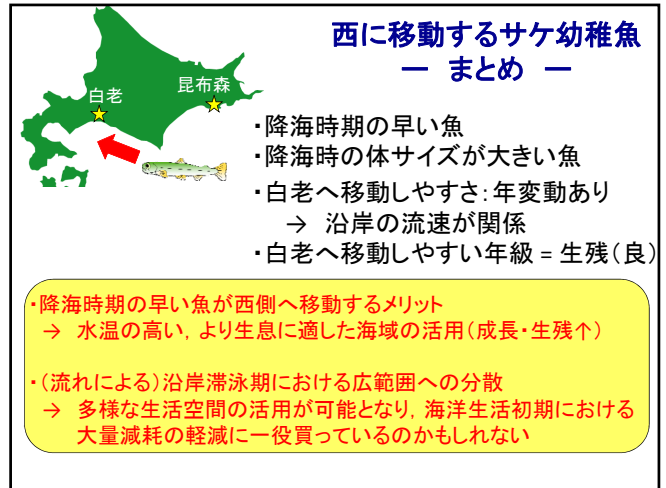 西に移動するサケ幼稚魚
ー まとめ ー
白老
昆布森
・降海時期の早い魚
・降海時の体サイズが大きい魚
・白老へ移動しやすさ：年変動あり
→ 沿岸の流速が関係
・白老へ移動しやすい年級 = 生残（良）
・降海時期の早い魚が西側へ移動するメリット
→ 水温の高い，より生息に適した海域の活用（成長・生残↑）
・（流れによる）沿岸滞泳期における広範囲への分散
→ 多様な生活空間の活用が可能となり，海洋生活初期における
大量減耗の軽減に一役買っているのかもしれない